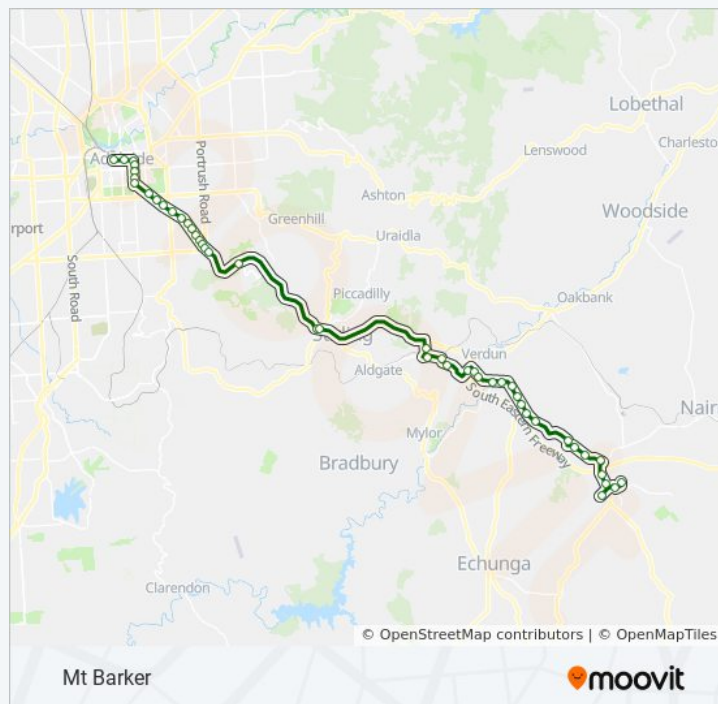 Lobethal
Charlesto
Lenswood
Adelaide
Portrush Road
Ashton
Woodside
Greenhill
rport
Uraidla
South Road
Piccadilly
Oakbank
Stirling
Verdun
Aldgate
South Eastern Freeway
Nair
Mylor
Bradbury
Echunga
Clarendon
© OpenStreetMap contributors | © OpenMapTiles
Mt Barker
moovit